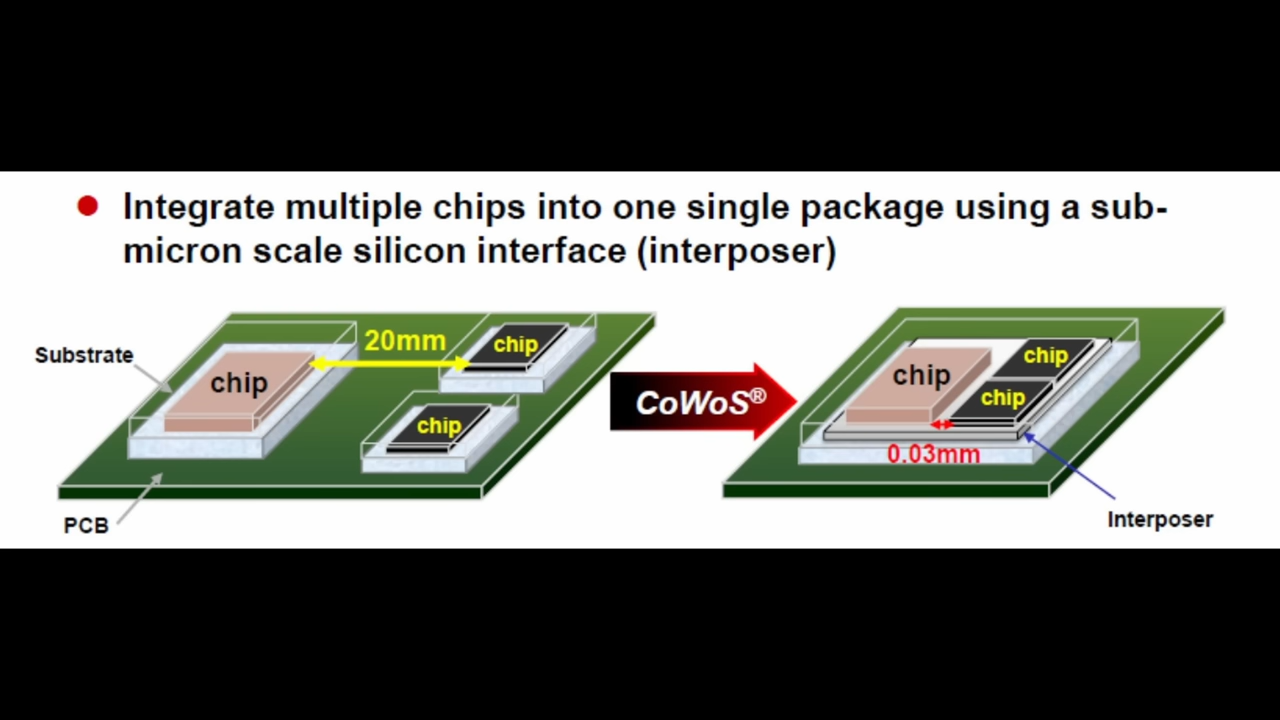 Integrate multiple chips into one single package using a sub-
micron scale silicon interface (interposer)
Substrate
chip
20mm
chip
chip
PCB
CoWoS®
chip
chip
chip
0.03mm
Interposer